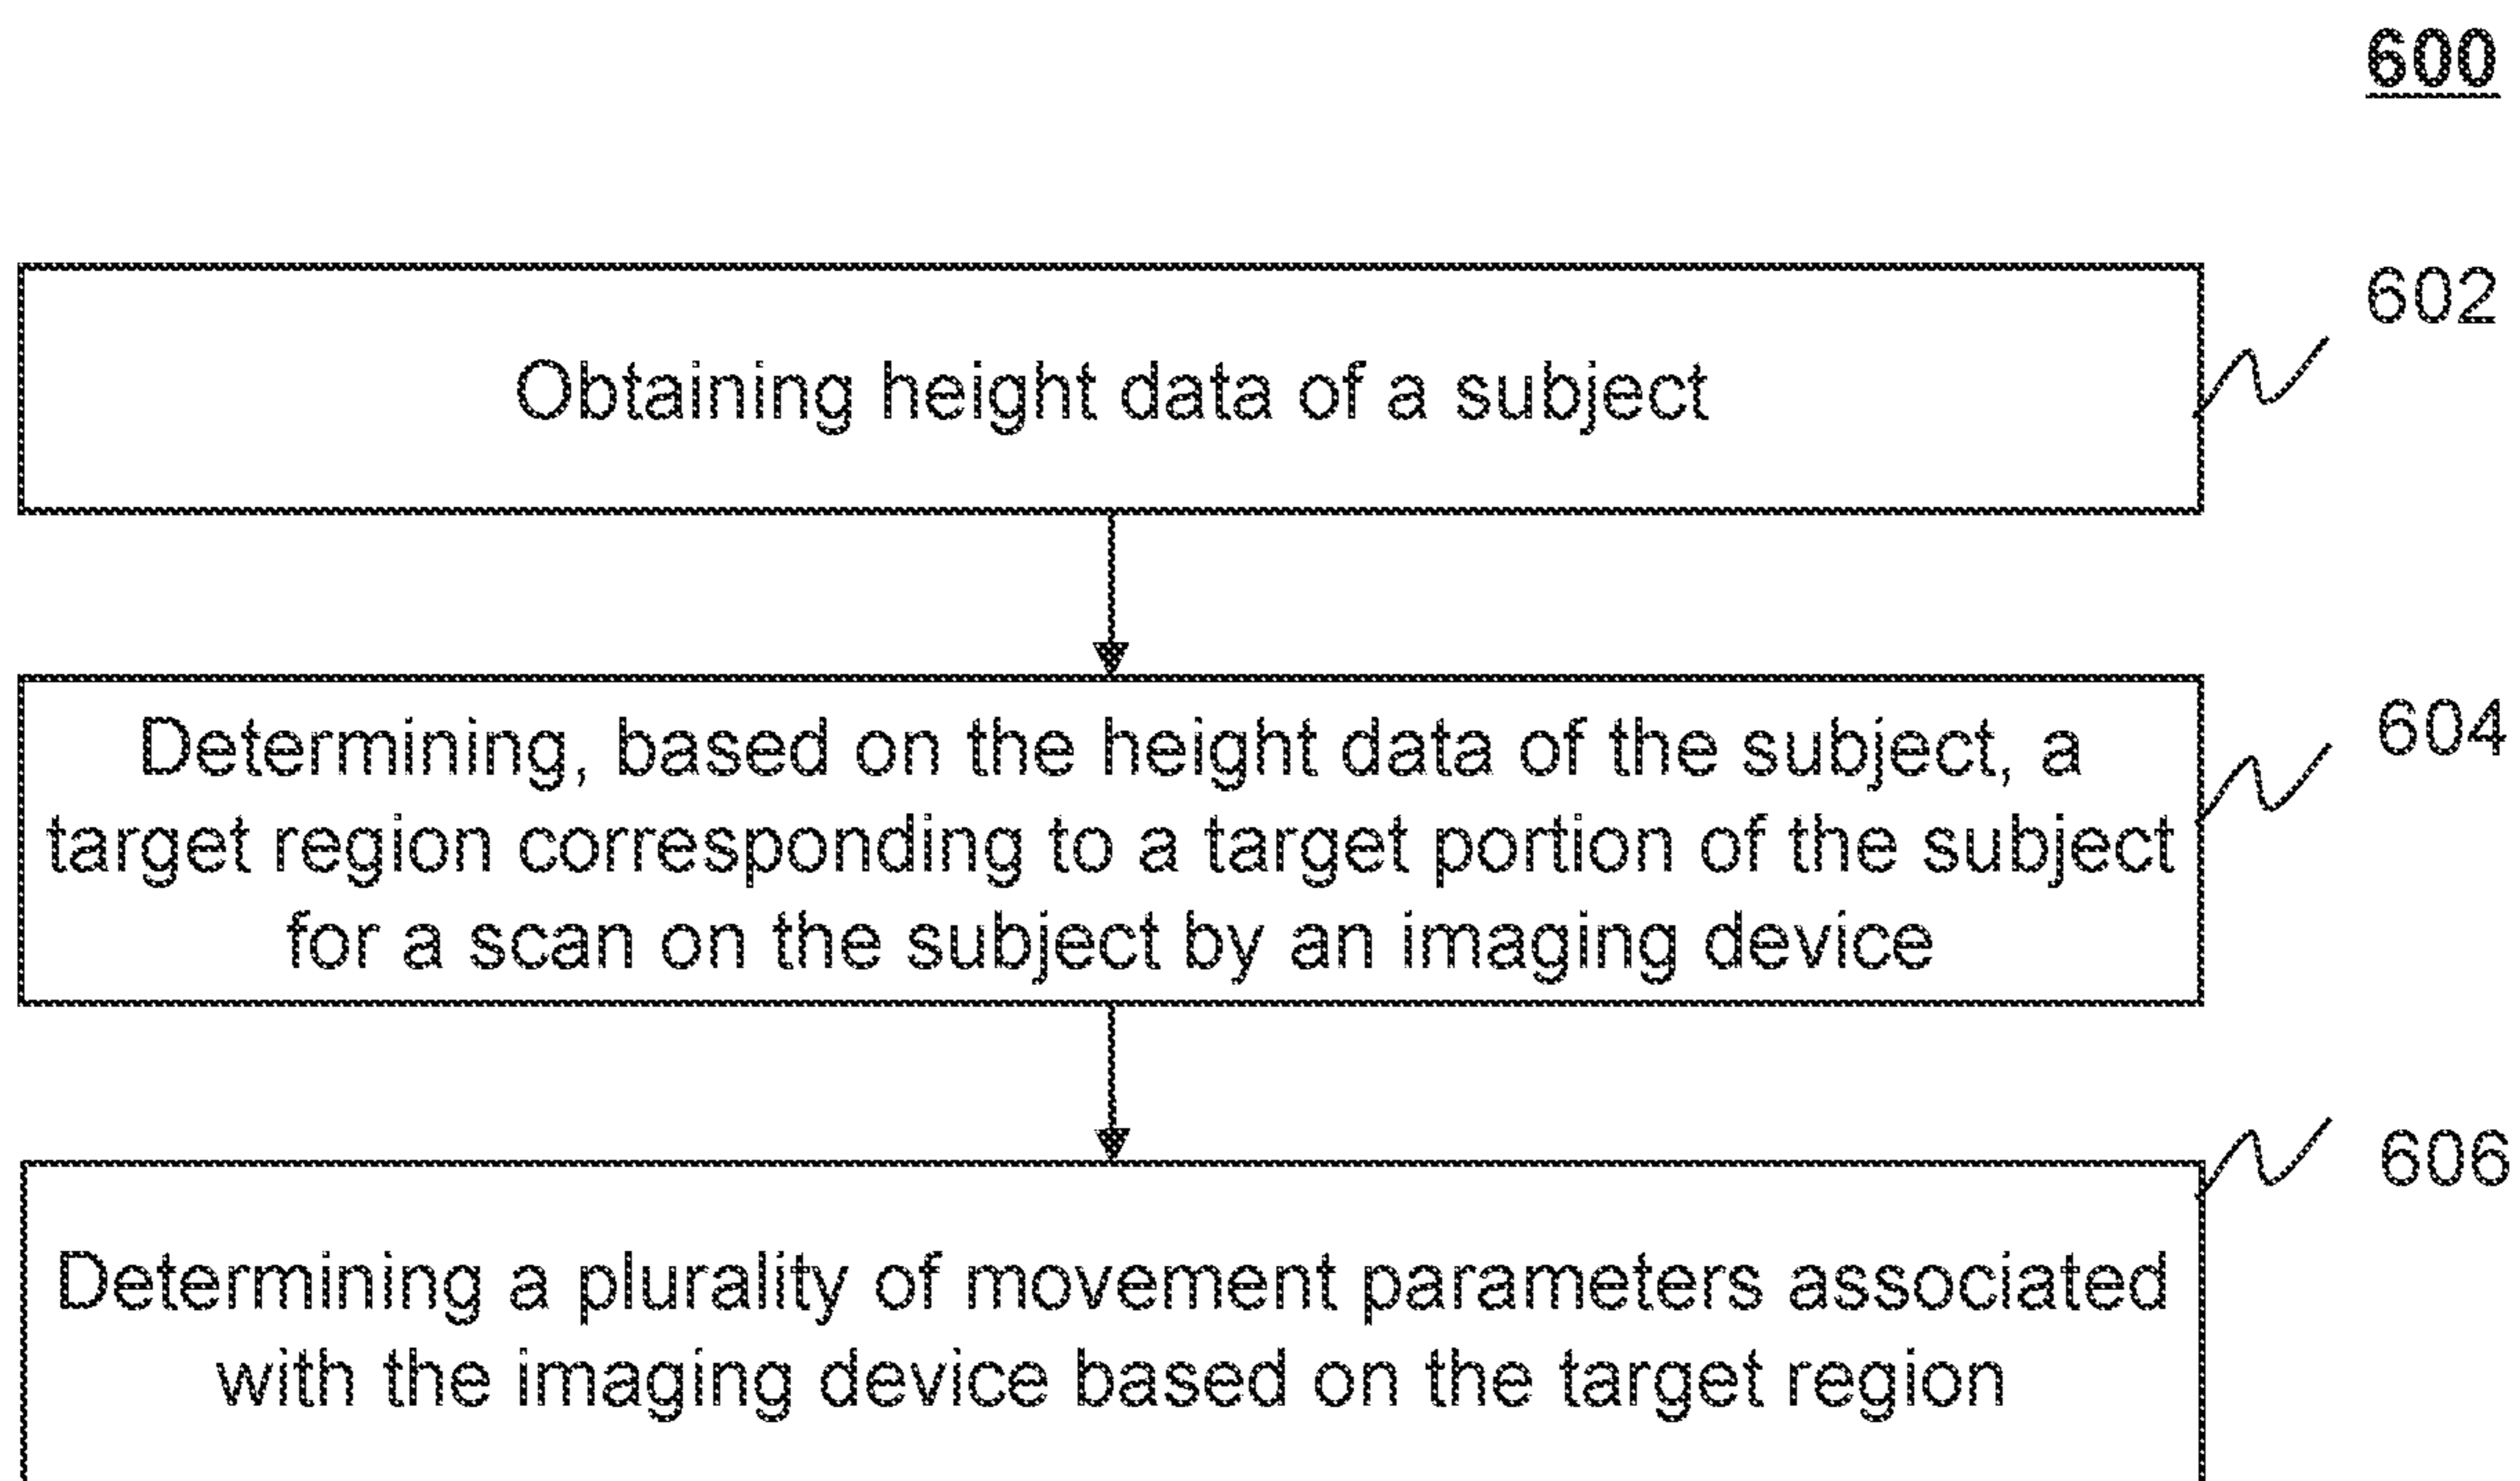 600
602
Obtaining height data of a subject
604
Determining, based on the height data of the subject, a
target region corresponding to a target portion of the subject
for a scan on the subject by an imaging device
606
Determining a plurality of movement parameters associated
with the imaging device based on the target region